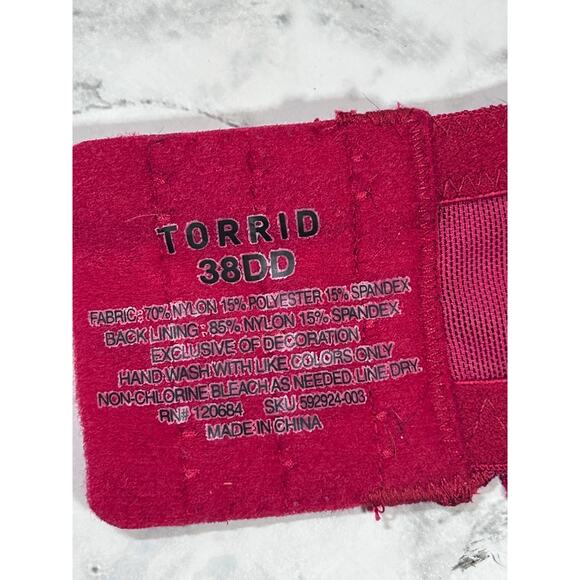 TORRID
38DD
FABRIC: 70% NYLON 15% POLYESTER 15% SPANDEX
BACK LINING: 85% NYLON 15% SPANDEX
EXCLUSIVE OF DECORATION
HAND WASH WITH LIKE COLORS ONLY
NON-CHLORINE BLEACH AS NEEDED. LINE DRY.
RN# 120684 SKU 592924-003
MADE IN CHINA